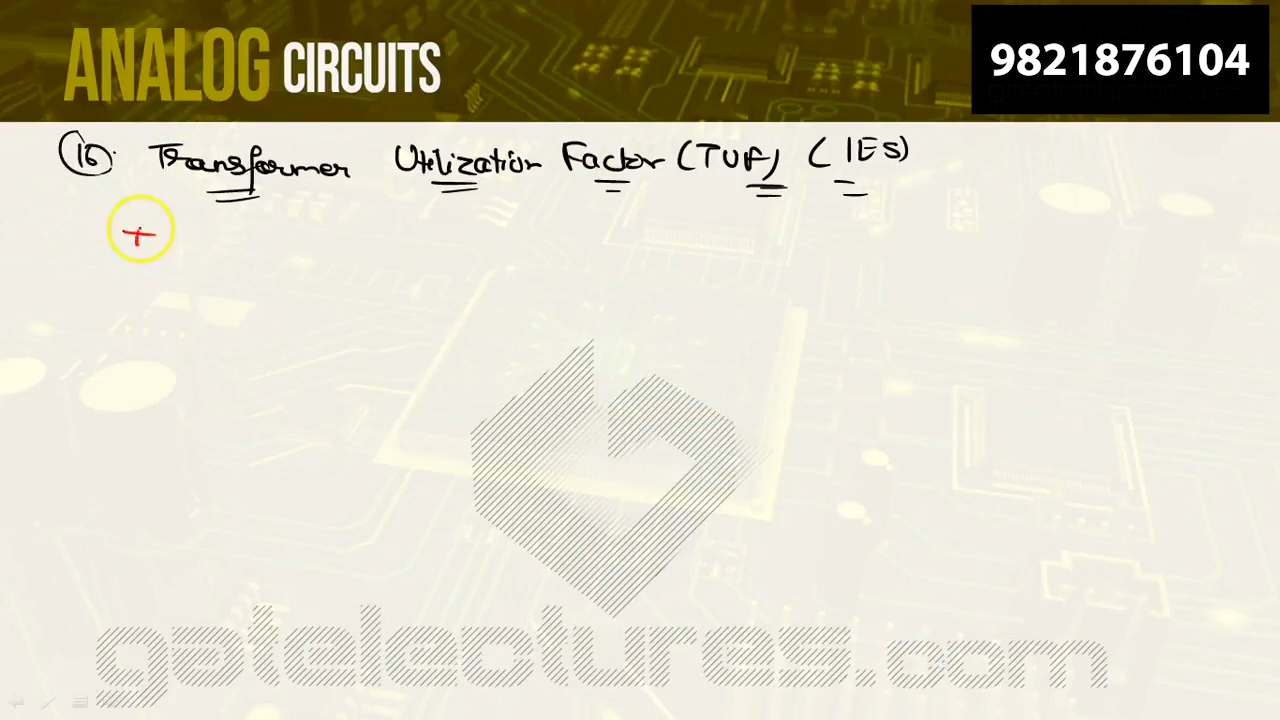 ANALOG CIRCUITS
9821876104
(16). Transformer Utilization Factor (TUF) (IES)
gatelectures.com